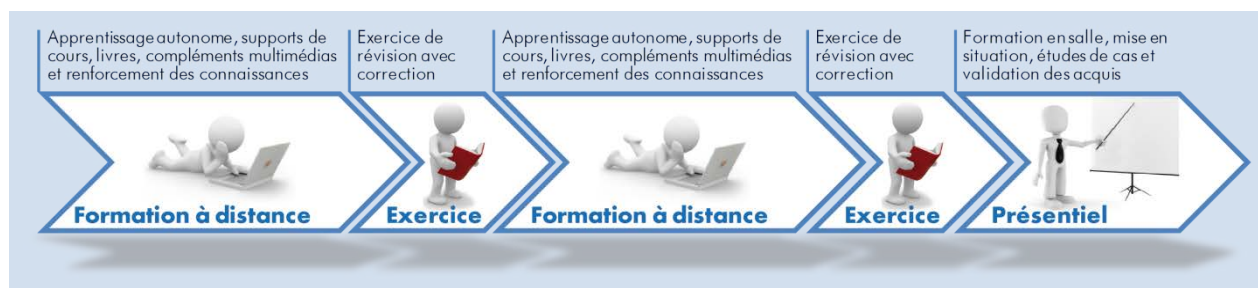 Apprentissage autonome, supports de
cours, livres, compléments multimédias
et renforcement des connaissances
Exercice de
révision avec
correction
Apprentissage autonome, supports de
cours, livres, compléments multimédias
et renforcement des connaissances
Exercice de
révision avec
correction
Formation en salle, mise en
situation, études de cas et
validation des acquis
Formation à distance
Exercice
Formation à distance
Exercice
Présentiel